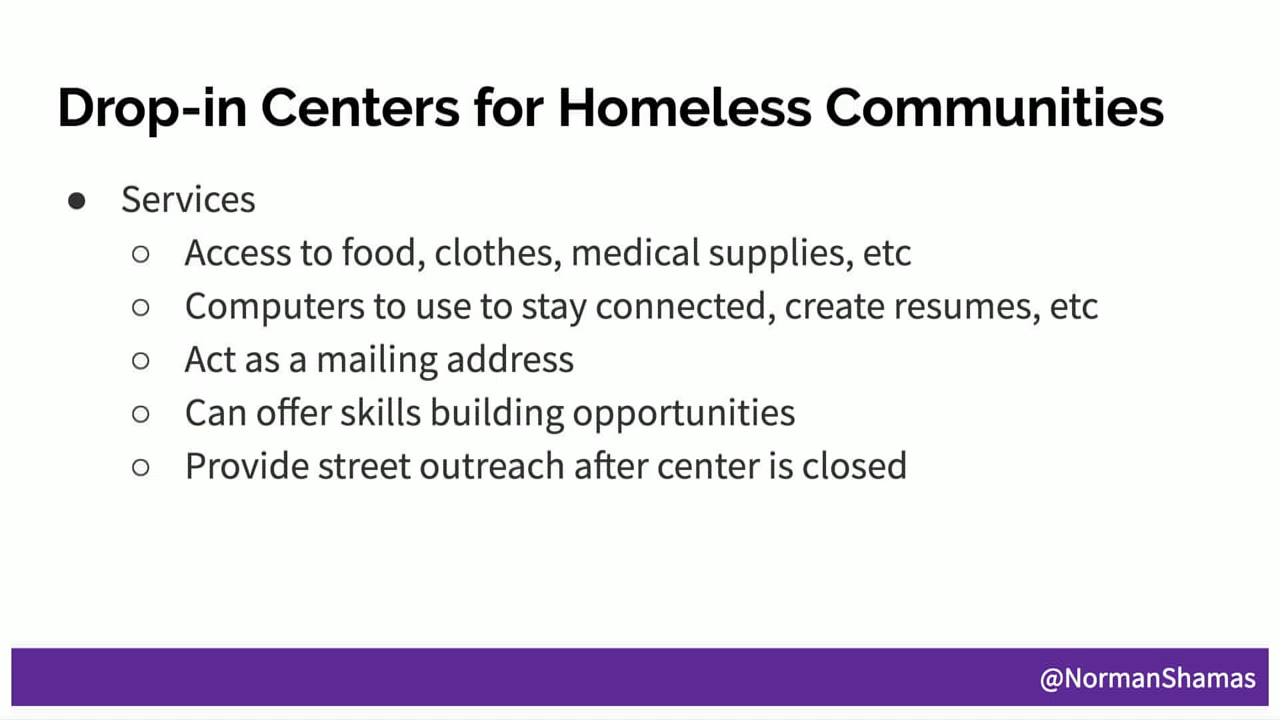 Drop-in Centers for Homeless Communities
● Services
○ Access to food, clothes, medical supplies, etc
○ Computers to use to stay connected, create resumes, etc
○ Act as a mailing address
○ Can offer skills building opportunities
○ Provide street outreach after center is closed
@NormanShamas